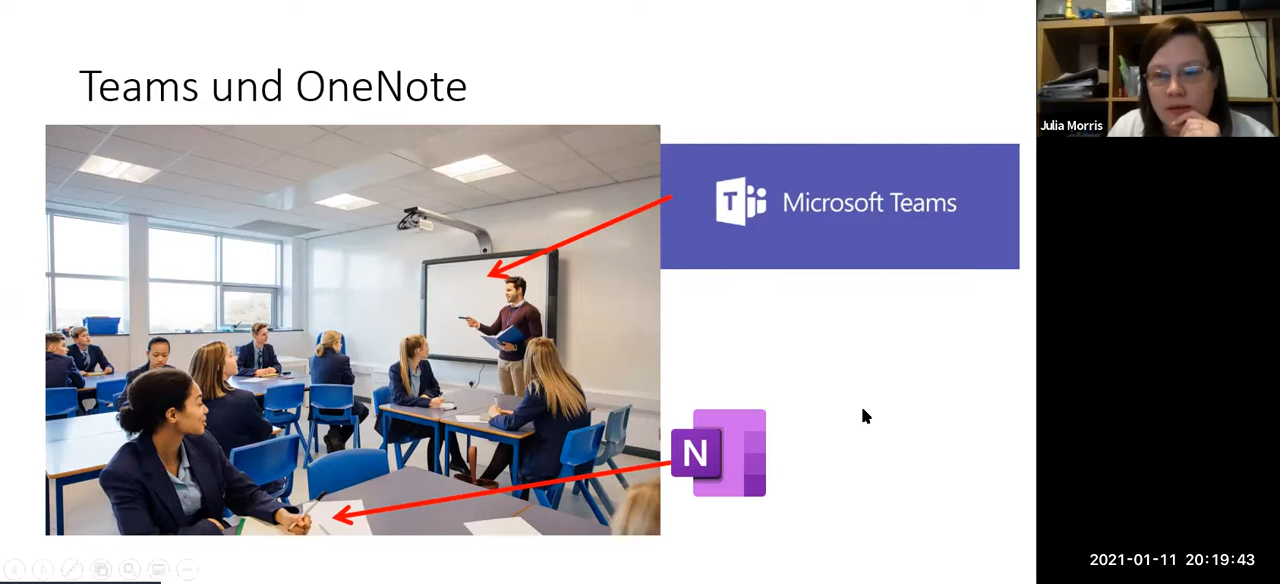 Teams und OneNote
Julia Morris
T
Microsoft Teams
N
2021-01-11 20:19:43